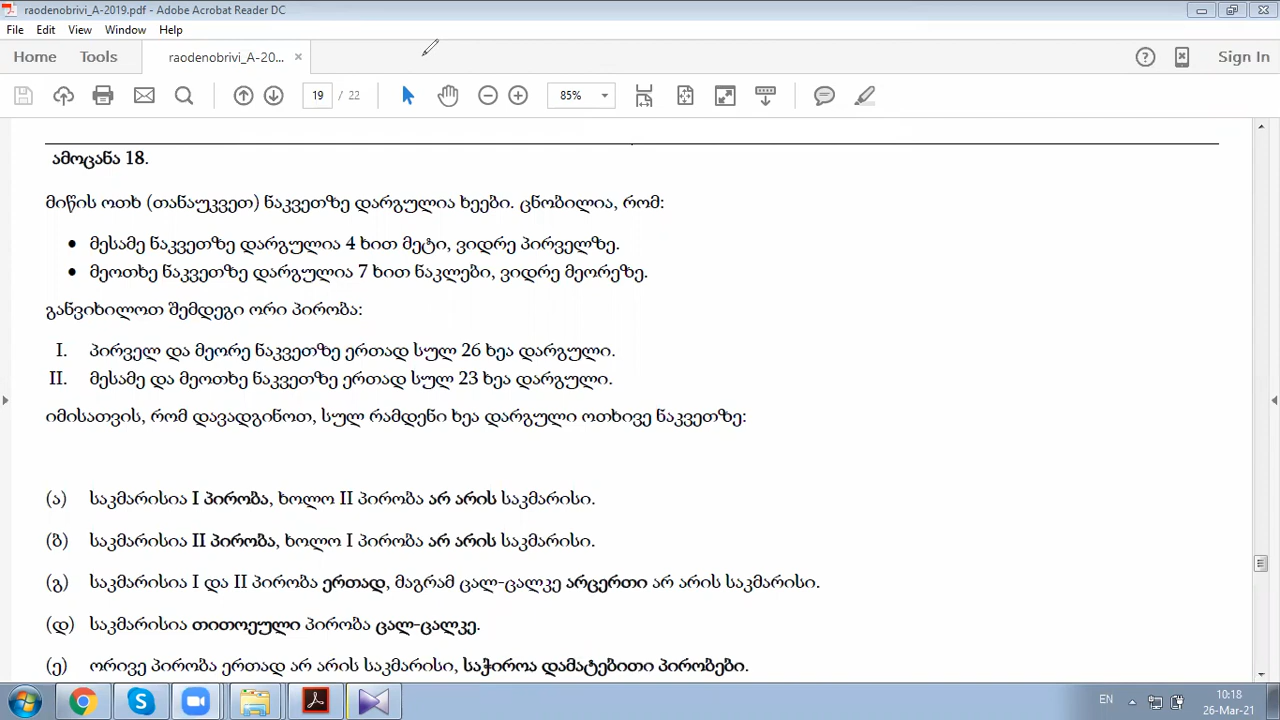 raodenobrivi_A-2019.pdf - Adobe Acrobat Reader DC
File Edit View Window Help
Home Tools raodenobrivi_A-20... × Sign In
19 / 22 85%
ამოცანა 18.
მიწის ოთხ (თანაუკვეთ) ნაკვეთზე დარგულია ხეები. ცნობილია, რომ:
• მესამე ნაკვეთზე დარგულია 4 ხით მეტი, ვიდრე პირველზე.
• მეოთხე ნაკვეთზე დარგულია 7 ხით ნაკლები, ვიდრე მეორეზე.
განვიხილოთ შემდეგი ორი პირობა:
I. პირველ და მეორე ნაკვეთზე ერთად სულ 26 ხეა დარგული.
II. მესამე და მეოთხე ნაკვეთზე ერთად სულ 23 ხეა დარგული.
იმისათვის, რომ დავადგინოთ, სულ რამდენი ხეა დარგული ოთხივე ნაკვეთზე:
(ა) საკმარისია I პირობა, ხოლო II პირობა არ არის საკმარისი.
(ბ) საკმარისია II პირობა, ხოლო I პირობა არ არის საკმარისი.
(გ) საკმარისია I და II პირობა ერთად, მაგრამ ცალ-ცალკე არცერთი არ არის საკმარისი.
(დ) საკმარისია თითოეული პირობა ცალ-ცალკე.
(ე) ორივე პირობა ერთად არ არის საკმარისი, საჭიროა დამატებითი პირობები.
EN 10:18
26-Mar-21